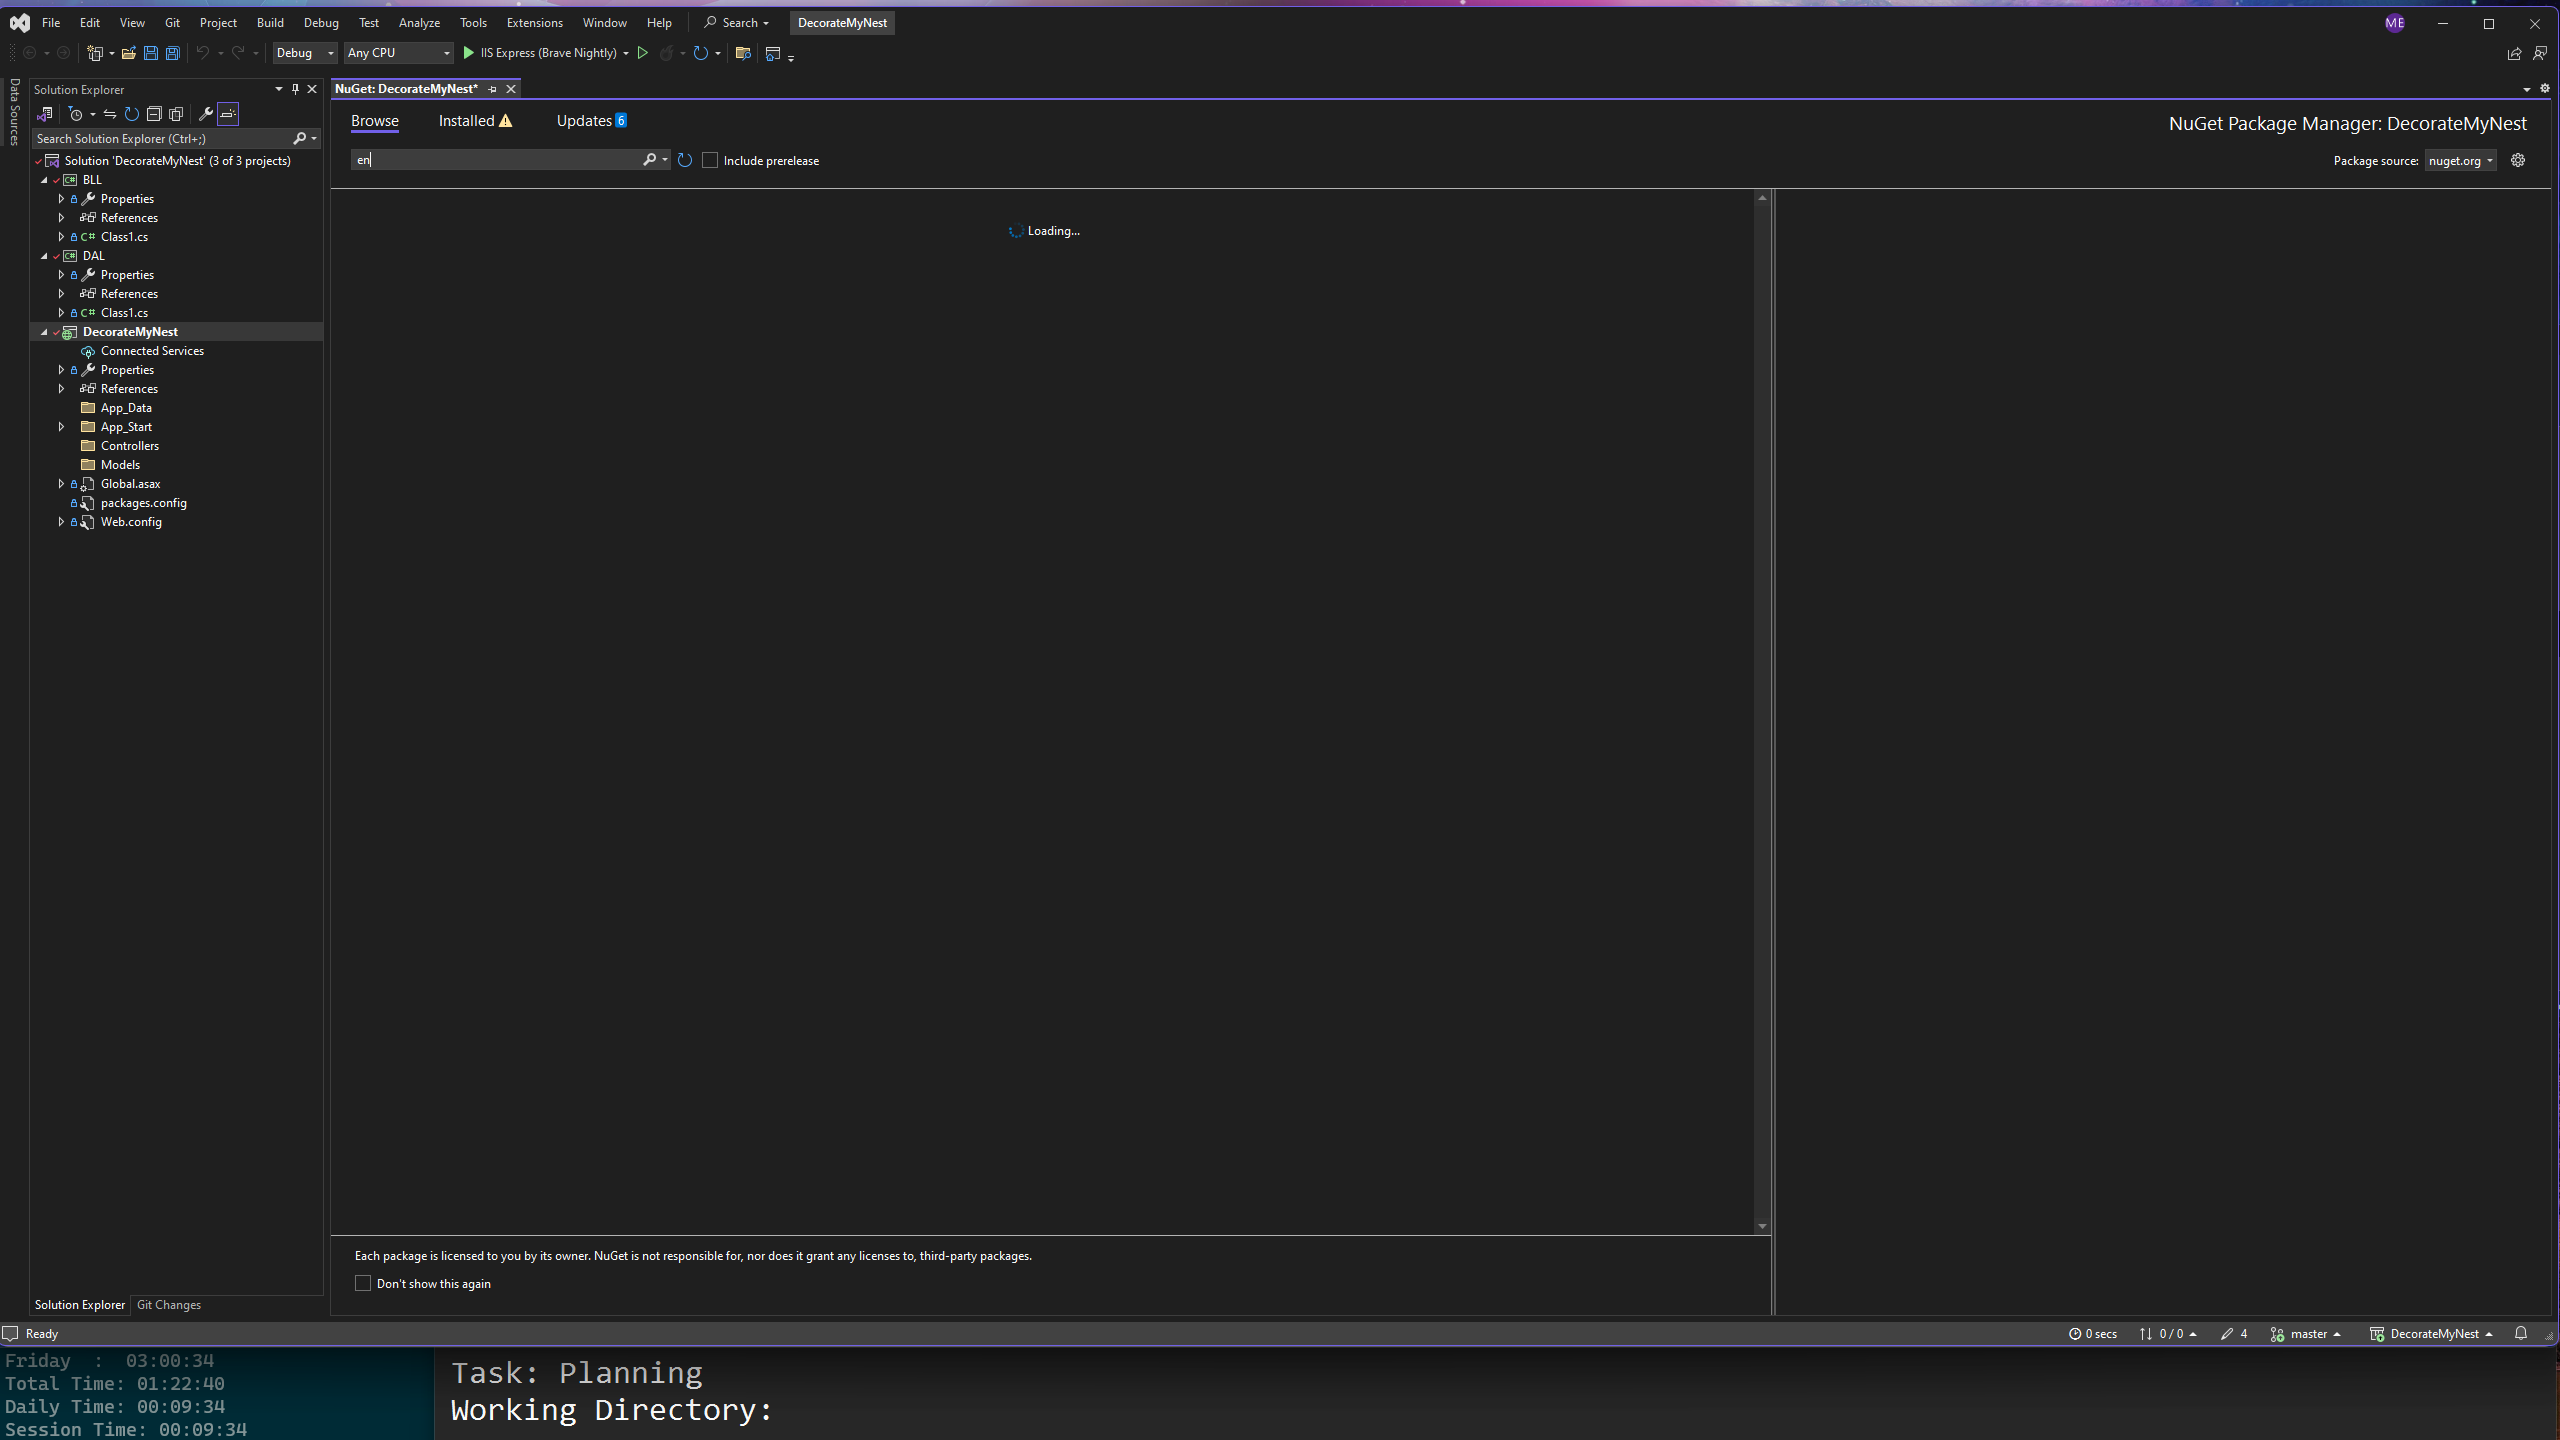 File Edit View Git Project Build Debug Test Analyze Tools Extensions Window Help Search DecorateMyNest ME
Debug Any CPU IIS Express (Brave Nightly)
Data Sources
Solution Explorer
Search Solution Explorer (Ctrl+;)
Solution 'DecorateMyNest' (3 of 3 projects)
BLL
Properties
References
C# Class1.cs
DAL
Properties
References
C# Class1.cs
DecorateMyNest
Connected Services
Properties
References
App_Data
App_Start
Controllers
Models
Global.asax
packages.config
Web.config
Solution Explorer Git Changes
NuGet: DecorateMyNest*
Browse Installed Updates 6
NuGet Package Manager: DecorateMyNest
en
Include prerelease
Package source: nuget.org
Loading...
Each package is licensed to you by its owner. NuGet is not responsible for, nor does it grant any licenses to, third-party packages.
Don't show this again
Ready
0 secs 0 / 0 4 master DecorateMyNest
Friday : 03:00:34
Total Time: 01:22:40
Daily Time: 00:09:34
Session Time: 00:09:34
Task: Planning
Working Directory: